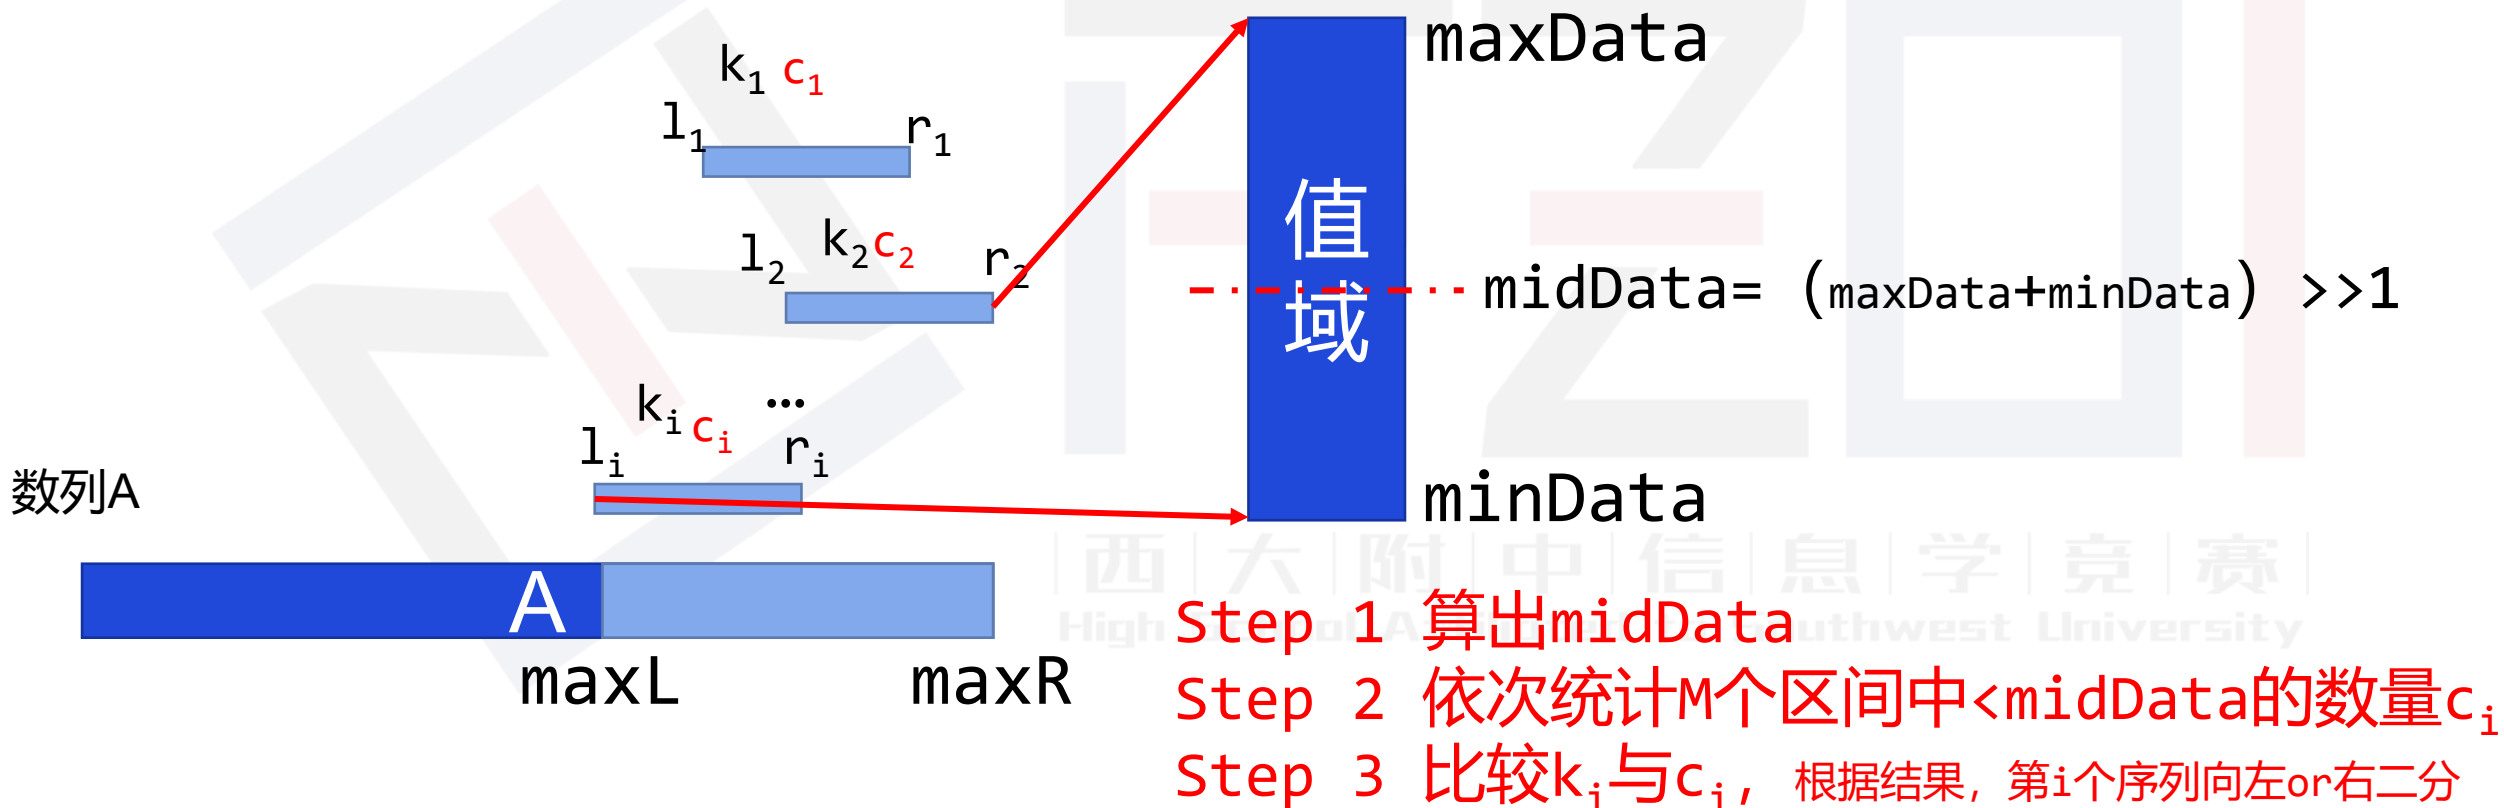 maxData
k₁ c₁
l₁
r₁
值域
k₂ c₂
l₂
r₂
midData= (maxData+minData) >>1
kᵢ cᵢ
…
lᵢ
rᵢ
数列A
minData
A
maxL
maxR
西大附中信息学竞赛
Step 1 算出midData
Step 2 依次统计i个区间中<midData的数量cᵢ
Step 3 比较kᵢ与cᵢ, 根据结果, 第i个序列向左or右二分